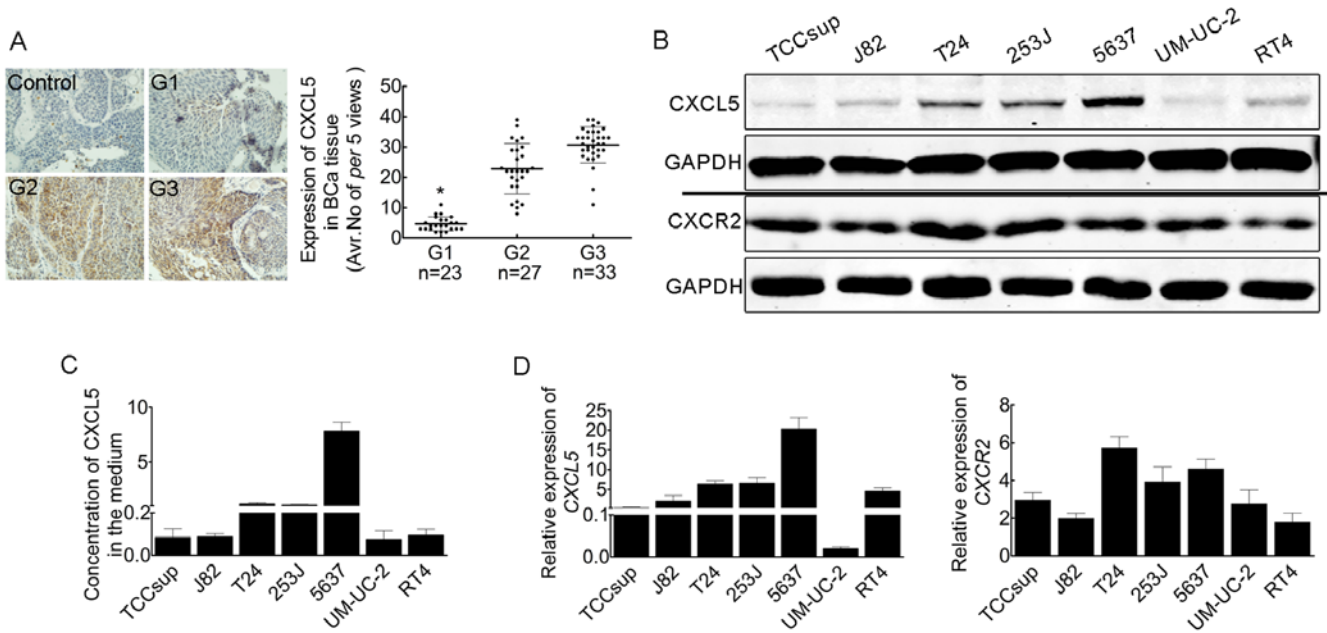 A
Control
G1
G2
G3
Expression of CXCL5
in BCa tissue
(Avr.No of per 5 views)
50
40
30
20
10
0
*
G1
G2
G3
n=23
n=27
n=33
B
TCCsup
J82
T24
253J
5637
UM-UC-2
RT4
CXCL5
GAPDH
CXCR2
GAPDH
C
Concentration of CXCL5
in the medium
10
5
0.2
0.0
TCCsup
J82
T24
253J
5637
UM-UC-2
RT4
D
Relative expression of
CXCL5
25
20
15
10
5
0.1
0.0
TCCsup
J82
T24
253J
5637
UM-UC-2
RT4
Relative expression of
CXCR2
8
6
4
2
0
TCCsup
J82
T24
253J
5637
UM-UC-2
RT4